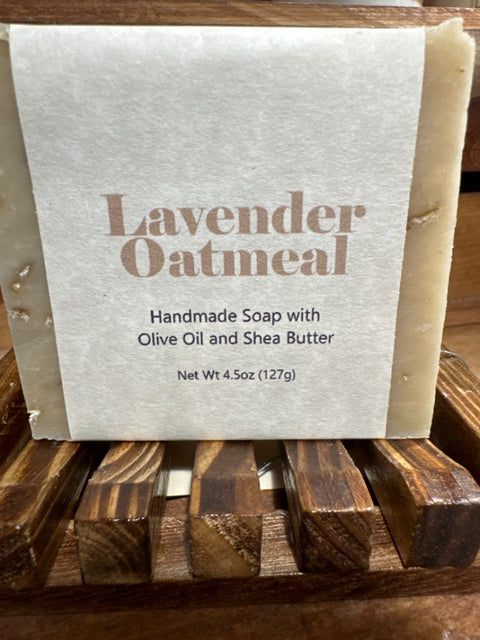 Lavender
Oatmeal
Handmade Soap with
Olive Oil and Shea Butter
Net Wt 4.5oz (127g)